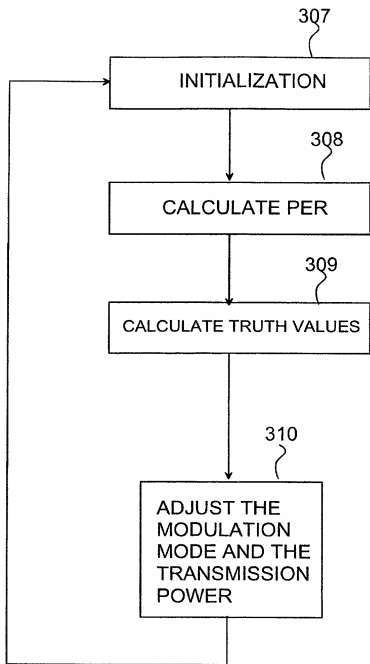 307
INITIALIZATION
308
CALCULATE PER
309
CALCULATE TRUTH VALUES
310
ADJUST THE
MODULATION
MODE AND THE
TRANSMISSION
POWER